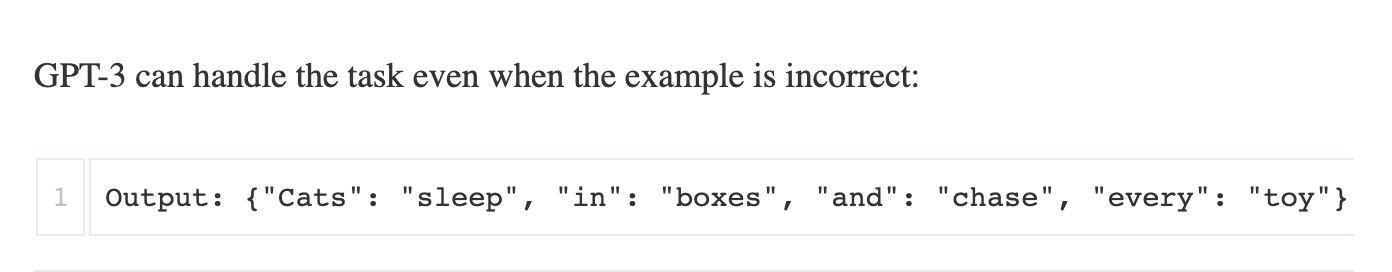 GPT-3 can handle the task even when the example is incorrect:
1 Output: {"Cats": "sleep", "in": "boxes", "and": "chase", "every": "toy"}